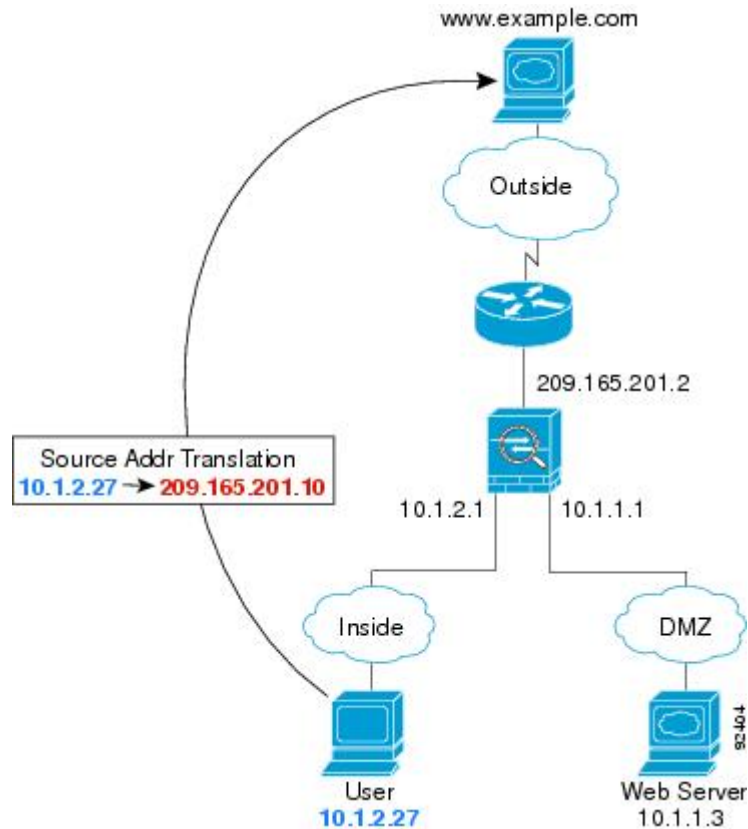 www.example.com
Outside
209.165.201.2
Source Addr Translation
10.1.2.27 → 209.165.201.10
10.1.2.1
10.1.1.1
Inside
DMZ
User
10.1.2.27
Web Server
10.1.1.3
92404